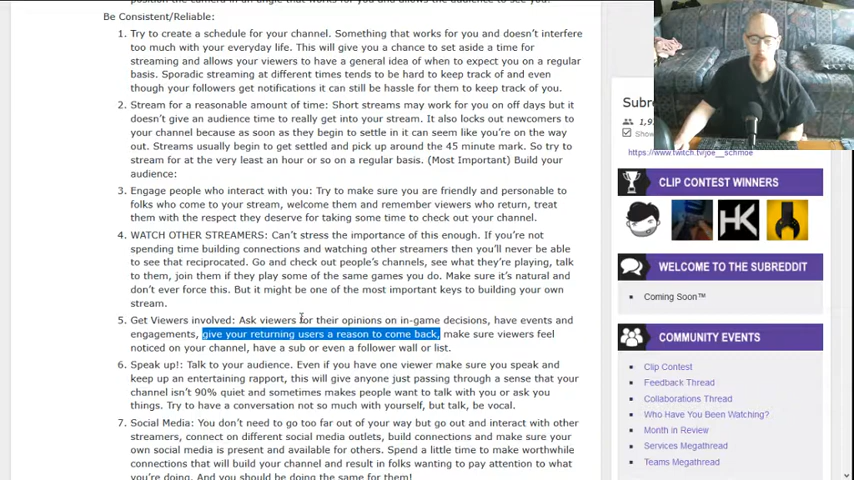 position the camera in an angle that works for you and allows the audience to see you.
Be Consistent/Reliable:
1. Try to create a schedule for your channel. Something that works for you and doesn't interfere
too much with your everyday life. This will give you a chance to set aside a time for
streaming and allows your viewers to have a general idea of when to expect you on a regular
basis. Sporadic streaming at different times tends to be hard to keep track of and even
though your followers get notifications it can still be hassle for them to keep track of you.
2. Stream for a reasonable amount of time: Short streams may work for you on off days but it
doesn't give an audience time to really get into your stream. It also locks out newcomers to
your channel because as soon as they begin to settle in it can seem like you're on the way
out. Streams usually begin to get settled and pick up around the 45 minute mark. So try to
stream for at the very least an hour or so on a regular basis. (Most Important) Build your
audience:
3. Engage people who interact with you: Try to make sure you are friendly and personable to
folks who come to your stream, welcome them and remember viewers who return, treat
them with the respect they deserve for taking some time to check out your channel.
4. WATCH OTHER STREAMERS: Can't stress the importance of this enough. If you're not
spending time building connections and watching other streamers then you'll never be able
to see that reciprocated. Go and check out people's channels, see what they're playing, talk
to them, join them if they play some of the same games you do. Make sure it's natural and
don't ever force this. But it might be one of the most important keys to building your own
stream.
5. Get Viewers involved: Ask viewers for their opinions on in-game decisions, have events and
engagements, give your returning users a reason to come back, make sure viewers feel
noticed on your channel, have a sub or even a follower wall or list.
6. Speak up!: Talk to your audience. Even if you have one viewer make sure you speak and
keep up an entertaining rapport, this will give anyone just passing through a sense that your
channel isn't 90% quiet and sometimes makes people want to talk with you or ask you
things. Try to have a conversation not so much with yourself, but talk, be vocal.
7. Social Media: You don't need to go too far out of your way but go out and interact with other
streamers, connect on different social media outlets, build connections and make sure your
own social media is present and available for others. Spend a little time to make worthwhile
connections that will build your channel and result in folks wanting to pay attention to what
you're doing. And you should be doing the same for them!
Subre
1,9
Show
https://www.twitch.tv/joe__schmoe
CLIP CONTEST WINNERS
HK
WELCOME TO THE SUBREDDIT
Coming Soon™
COMMUNITY EVENTS
Clip Contest
Feedback Thread
Collaborations Thread
Who Have You Been Watching?
Month in Review
Services Megathread
Teams Megathread